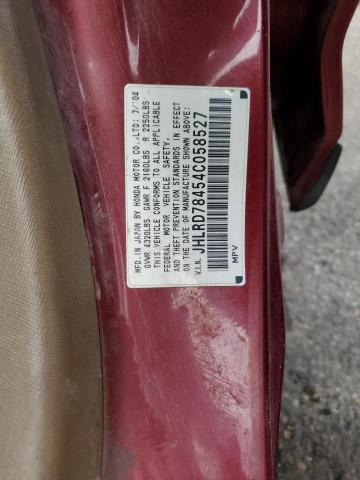 MFD. IN JAPAN BY HONDA MOTOR CO.,LTD: 7/'04
GVWR 4320LBS GAWR F 2160LBS R 2250LBS
THIS VEHICLE CONFORMS TO ALL APPLICABLE
FEDERAL MOTOR VEHICLE SAFETY,
AND THEFT PREVENTION STANDARDS IN EFFECT
ON THE DATE OF MANUFACTURE SHOWN ABOVE.
V.I.N. JHLRD78454C058527
MPV